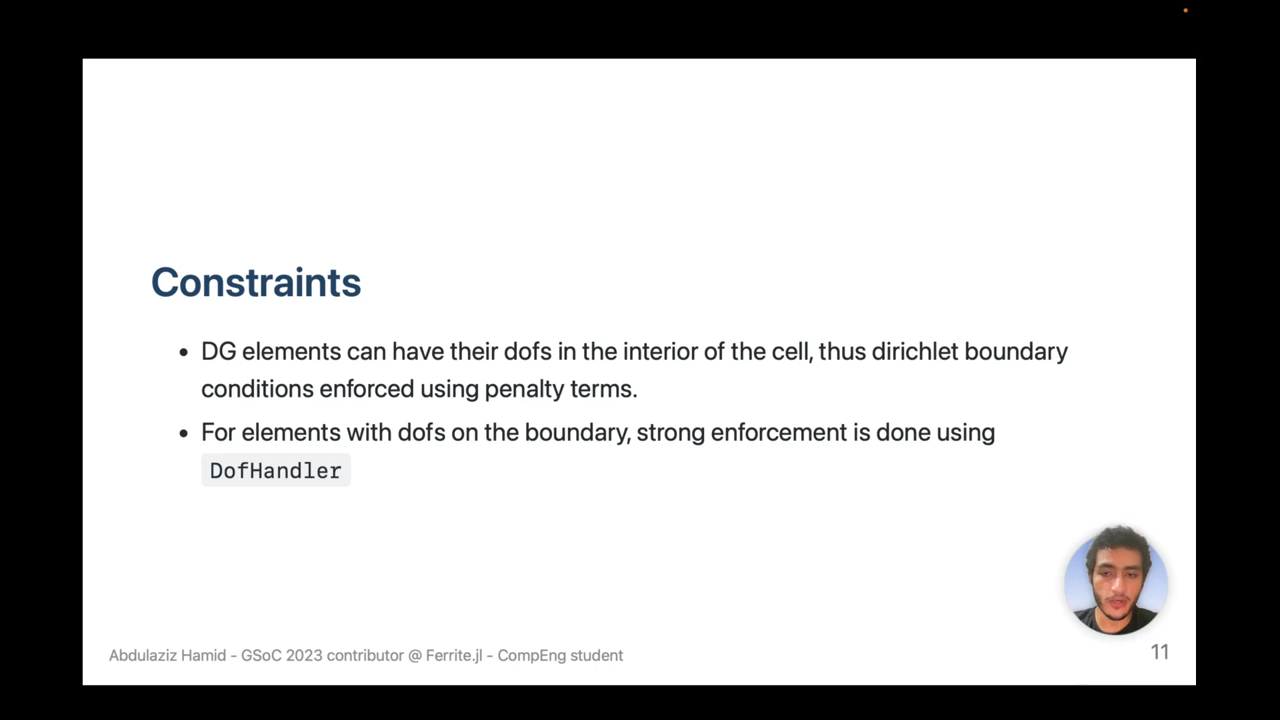 Constraints
• DG elements can have their dofs in the interior of the cell, thus dirichlet boundary
conditions enforced using penalty terms.
• For elements with dofs on the boundary, strong enforcement is done using
DofHandler
Abdulaziz Hamid - GSoC 2023 contributor @ Ferrite.jl - CompEng student
11